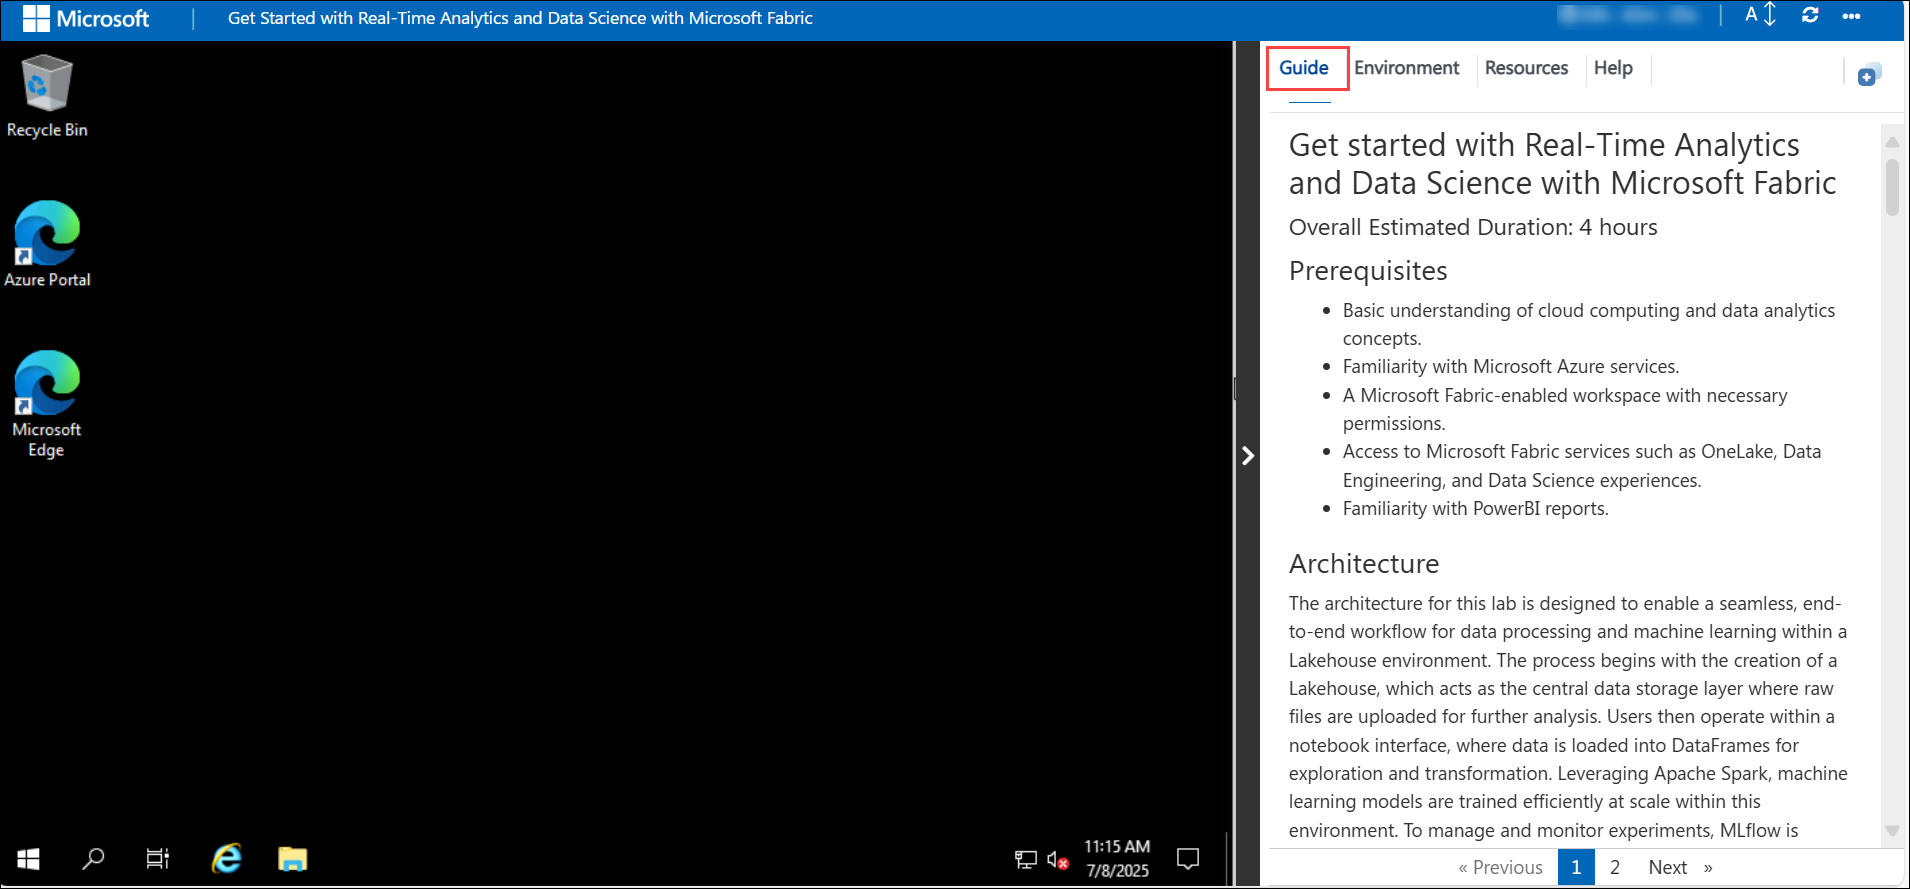 Microsoft
Get Started with Real-Time Analytics and Data Science with Microsoft Fabric
A
Recycle Bin
Azure Portal
Microsoft
Edge
11:15 AM
7/8/2025
Guide
Environment
Resources
Help
Get started with Real-Time Analytics
and Data Science with Microsoft Fabric
Overall Estimated Duration: 4 hours
Prerequisites
• Basic understanding of cloud computing and data analytics
concepts.
• Familiarity with Microsoft Azure services.
• A Microsoft Fabric-enabled workspace with necessary
permissions.
• Access to Microsoft Fabric services such as OneLake, Data
Engineering, and Data Science experiences.
• Familiarity with PowerBI reports.
Architecture
The architecture for this lab is designed to enable a seamless, end-
to-end workflow for data processing and machine learning within a
Lakehouse environment. The process begins with the creation of a
Lakehouse, which acts as the central data storage layer where raw
files are uploaded for further analysis. Users then operate within a
notebook interface, where data is loaded into DataFrames for
exploration and transformation. Leveraging Apache Spark, machine
learning models are trained efficiently at scale within this
environment. To manage and monitor experiments, MLflow is
« Previous 1 2 Next »